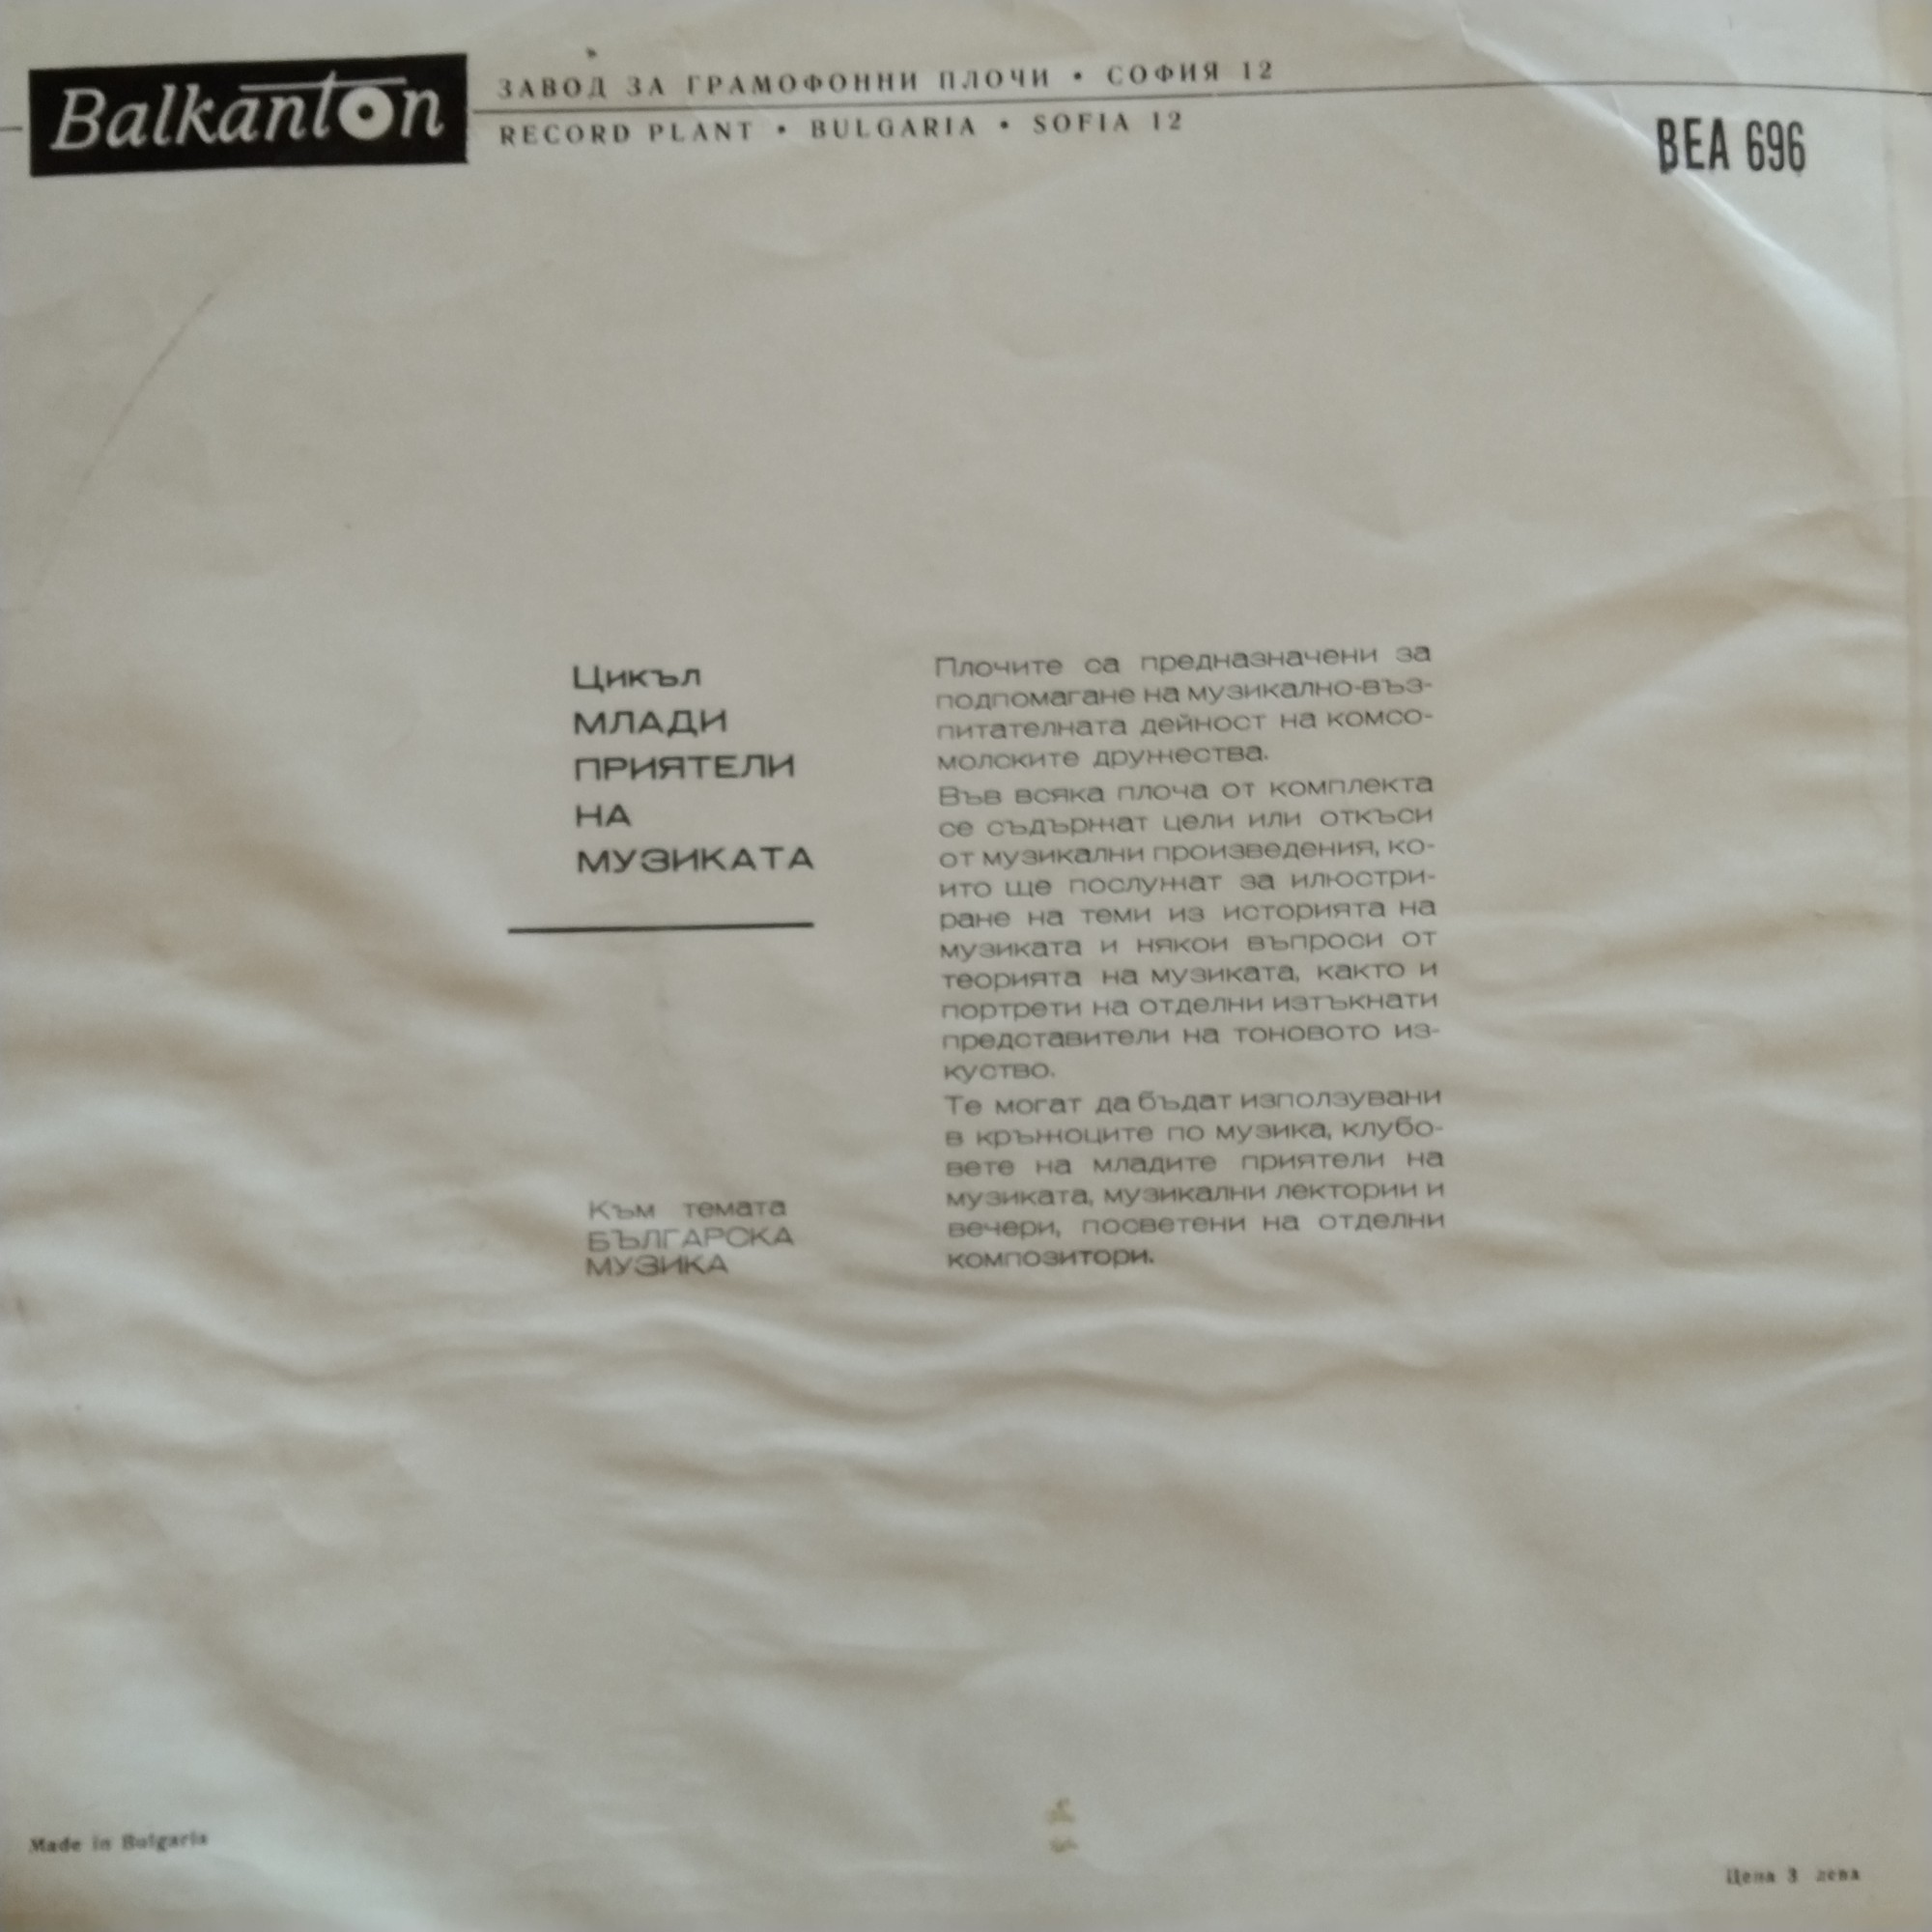 Balkanton
ЗАВОД ЗА ГРАМОФОННИ ПЛОЧИ • СОФИЯ 12
RECORD PLANT • BULGARIA • SOFIA 12
ВЕА 696
Цикъл
МЛАДИ
ПРИЯТЕЛИ
НА
МУЗИКАТА
Към темата
БЪЛГАРСКА
МУЗИКА
Плочите са предназначени за
подпомагане на музикално-въз-
питателната дейност на комсо-
молските дружества.
Във всяка плоча от комплекта
се съдържат цели или откъси
от музикални произведения, ко-
ито ще послужат за илюстри-
ране на теми из историята на
музиката и някои въпроси от
теорията на музиката, както и
портрети на отделни изтъкнати
представители на тоновото из-
куство.
Те могат да бъдат използувани
в кръжоците по музика, клубо-
вете на младите приятели на
музиката, музикални лектории и
вечери, посветени на отделни
композитори.
Made in Bulgaria
Цена 3 лева